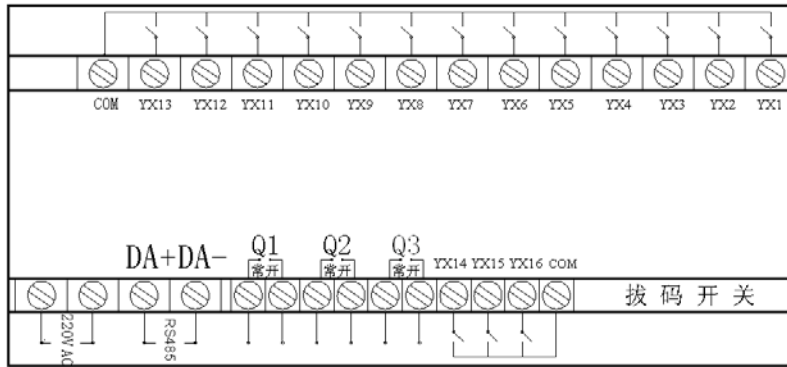 COM YX13 YX12 YX11 YX10 YX9 YX8 YX7 YX6 YX5 YX4 YX3 YX2 YX1
DA+DA- Q1 Q2 Q3 YX14 YX15 YX16 COM
常开 常开 常开
拔码开关
220V AC RS485